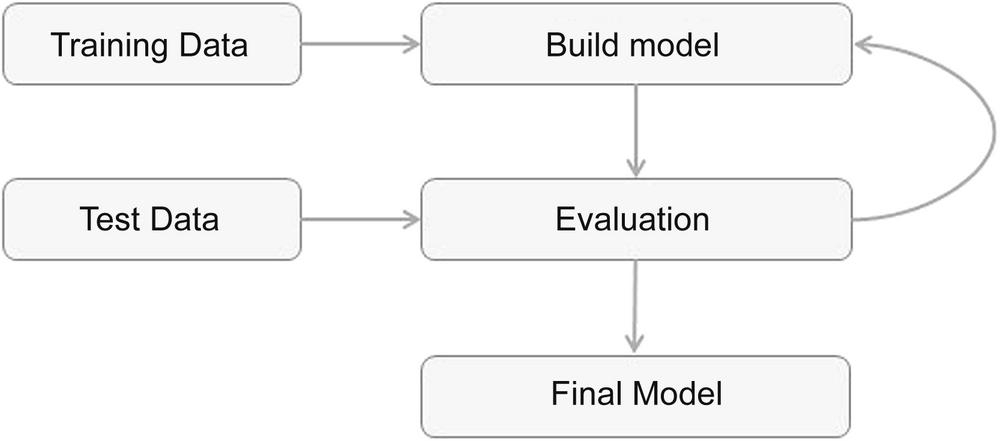 Training Data
Build model
Test Data
Evaluation
Final Model